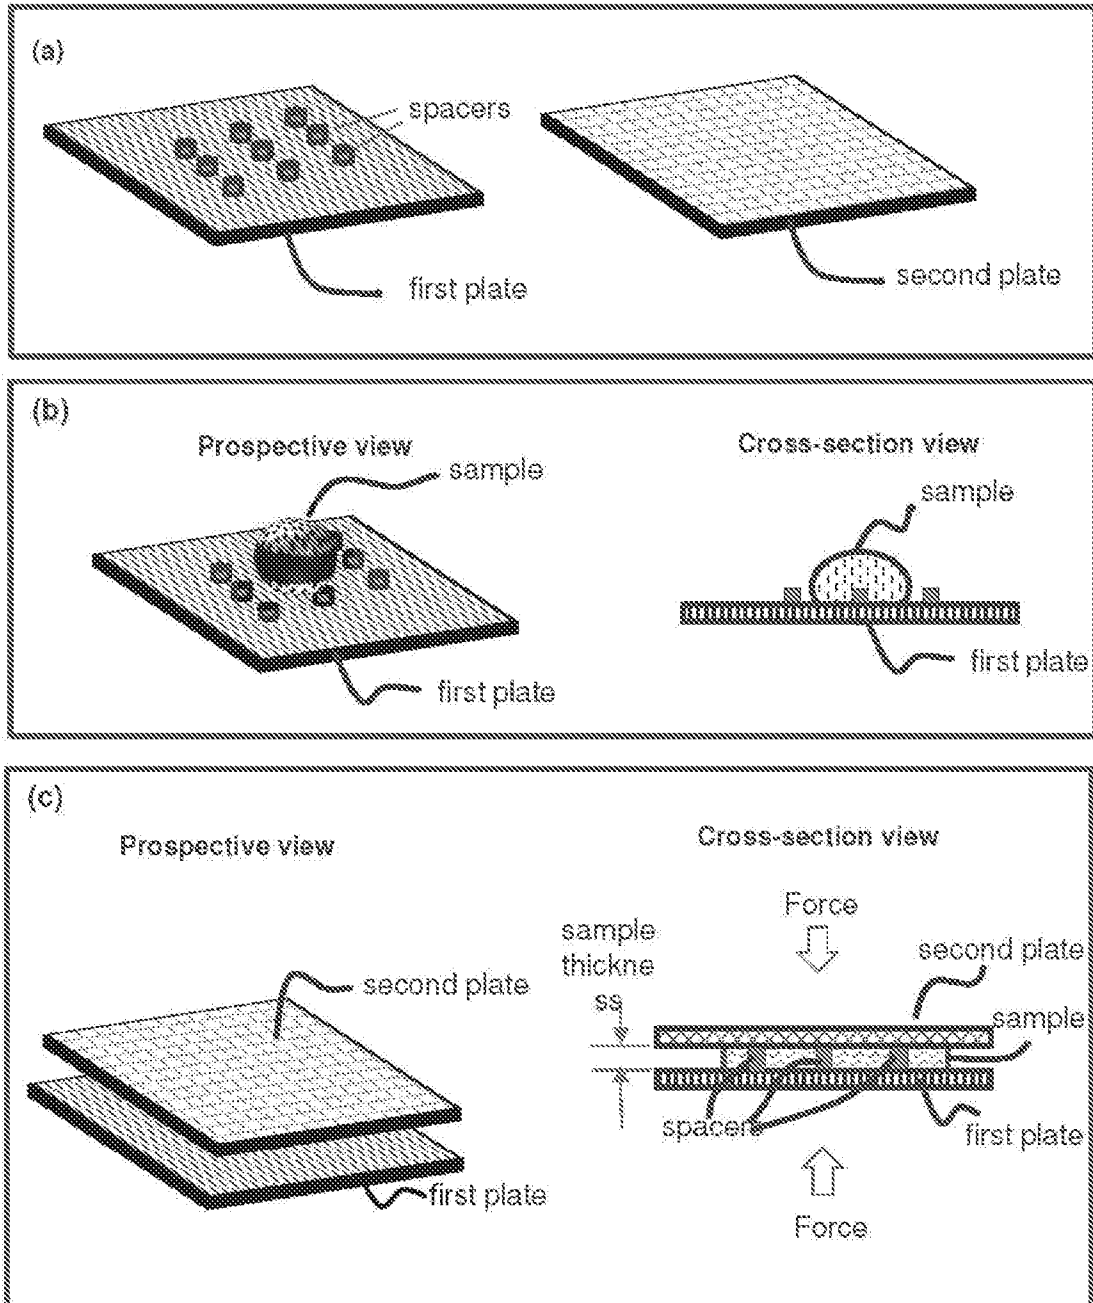 (a)
spacers
first plate
second plate
(b)
Prospective view
sample
first plate
Cross-section view
sample
first plate
(c)
Prospective view
second plate
first plate
Cross-section view
Force
sample
thickne
ss
second plate
sample
spacers
first plate
Force